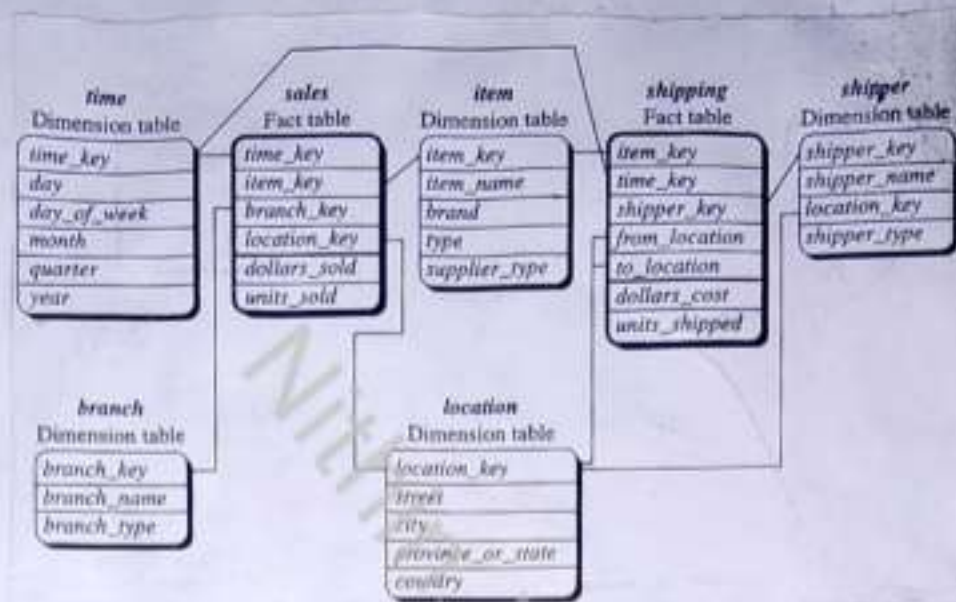 time
Dimension table
time_key
day
day_of_week
month
quarter
year
sales
Fact table
time_key
item_key
branch_key
location_key
dollars_sold
units_sold
item
Dimension table
item_key
item_name
brand
type
supplier_type
shipping
Fact table
item_key
time_key
shipper_key
from_location
to_location
dollars_cost
units_shipped
shipper
Dimension table
shipper_key
shipper_name
location_key
shipper_type
branch
Dimension table
branch_key
branch_name
branch_type
location
Dimension table
location_key
street
city
province_or_state
country